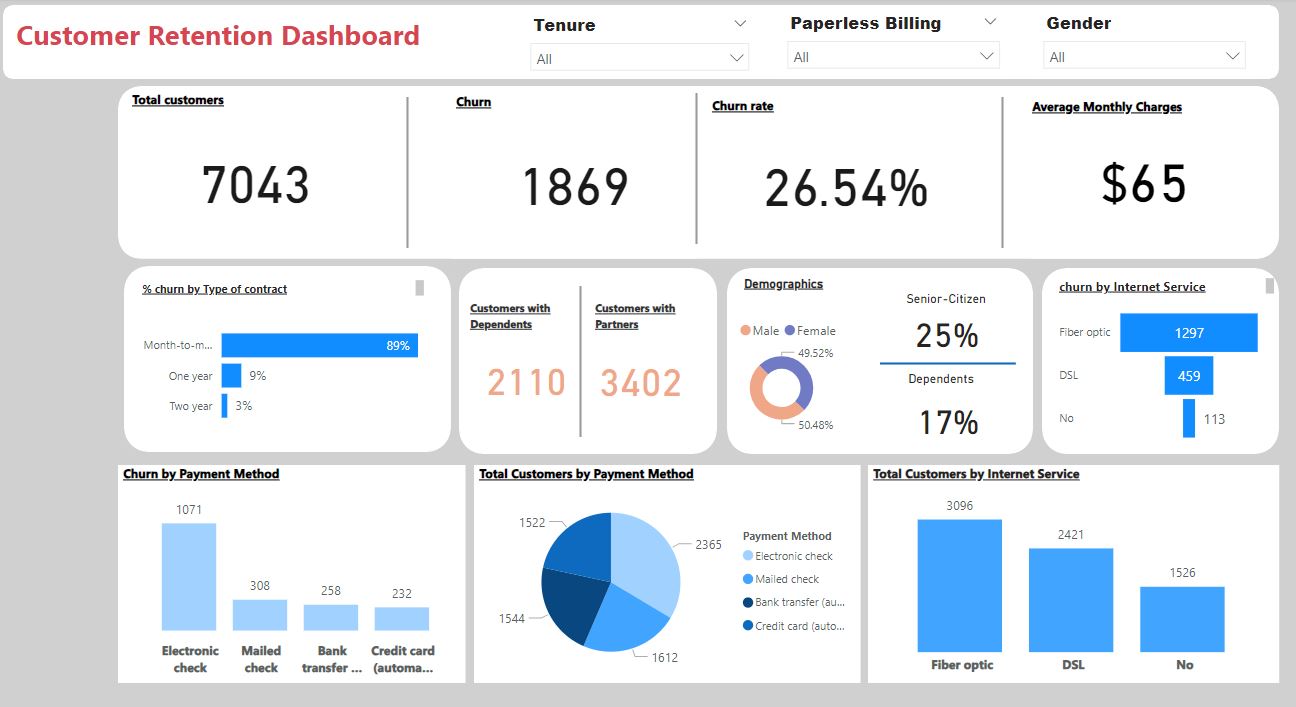 Customer Retention Dashboard
Tenure
All
Paperless Billing
All
Gender
All
Total customers
7043
Churn
1869
Churn rate
26.54%
Average Monthly Charges
$65
% churn by Type of contract
Month-to-m... 89%
One year 9%
Two year 3%
Customers with
Dependents
2110
Customers with
Partners
3402
Demographics
Male Female
49.52%
50.48%
Senior-Citizen
25%
Dependents
17%
churn by Internet Service
Fiber optic 1297
DSL 459
No 113
Churn by Payment Method
1071
308
258
232
Electronic
check
Mailed
check
Bank
transfer ...
Credit card
(automa...
Total Customers by Payment Method
1522
2365
1544
1612
Payment Method
Electronic check
Mailed check
Bank transfer (au...
Credit card (auto...
Total Customers by Internet Service
3096
2421
1526
Fiber optic
DSL
No